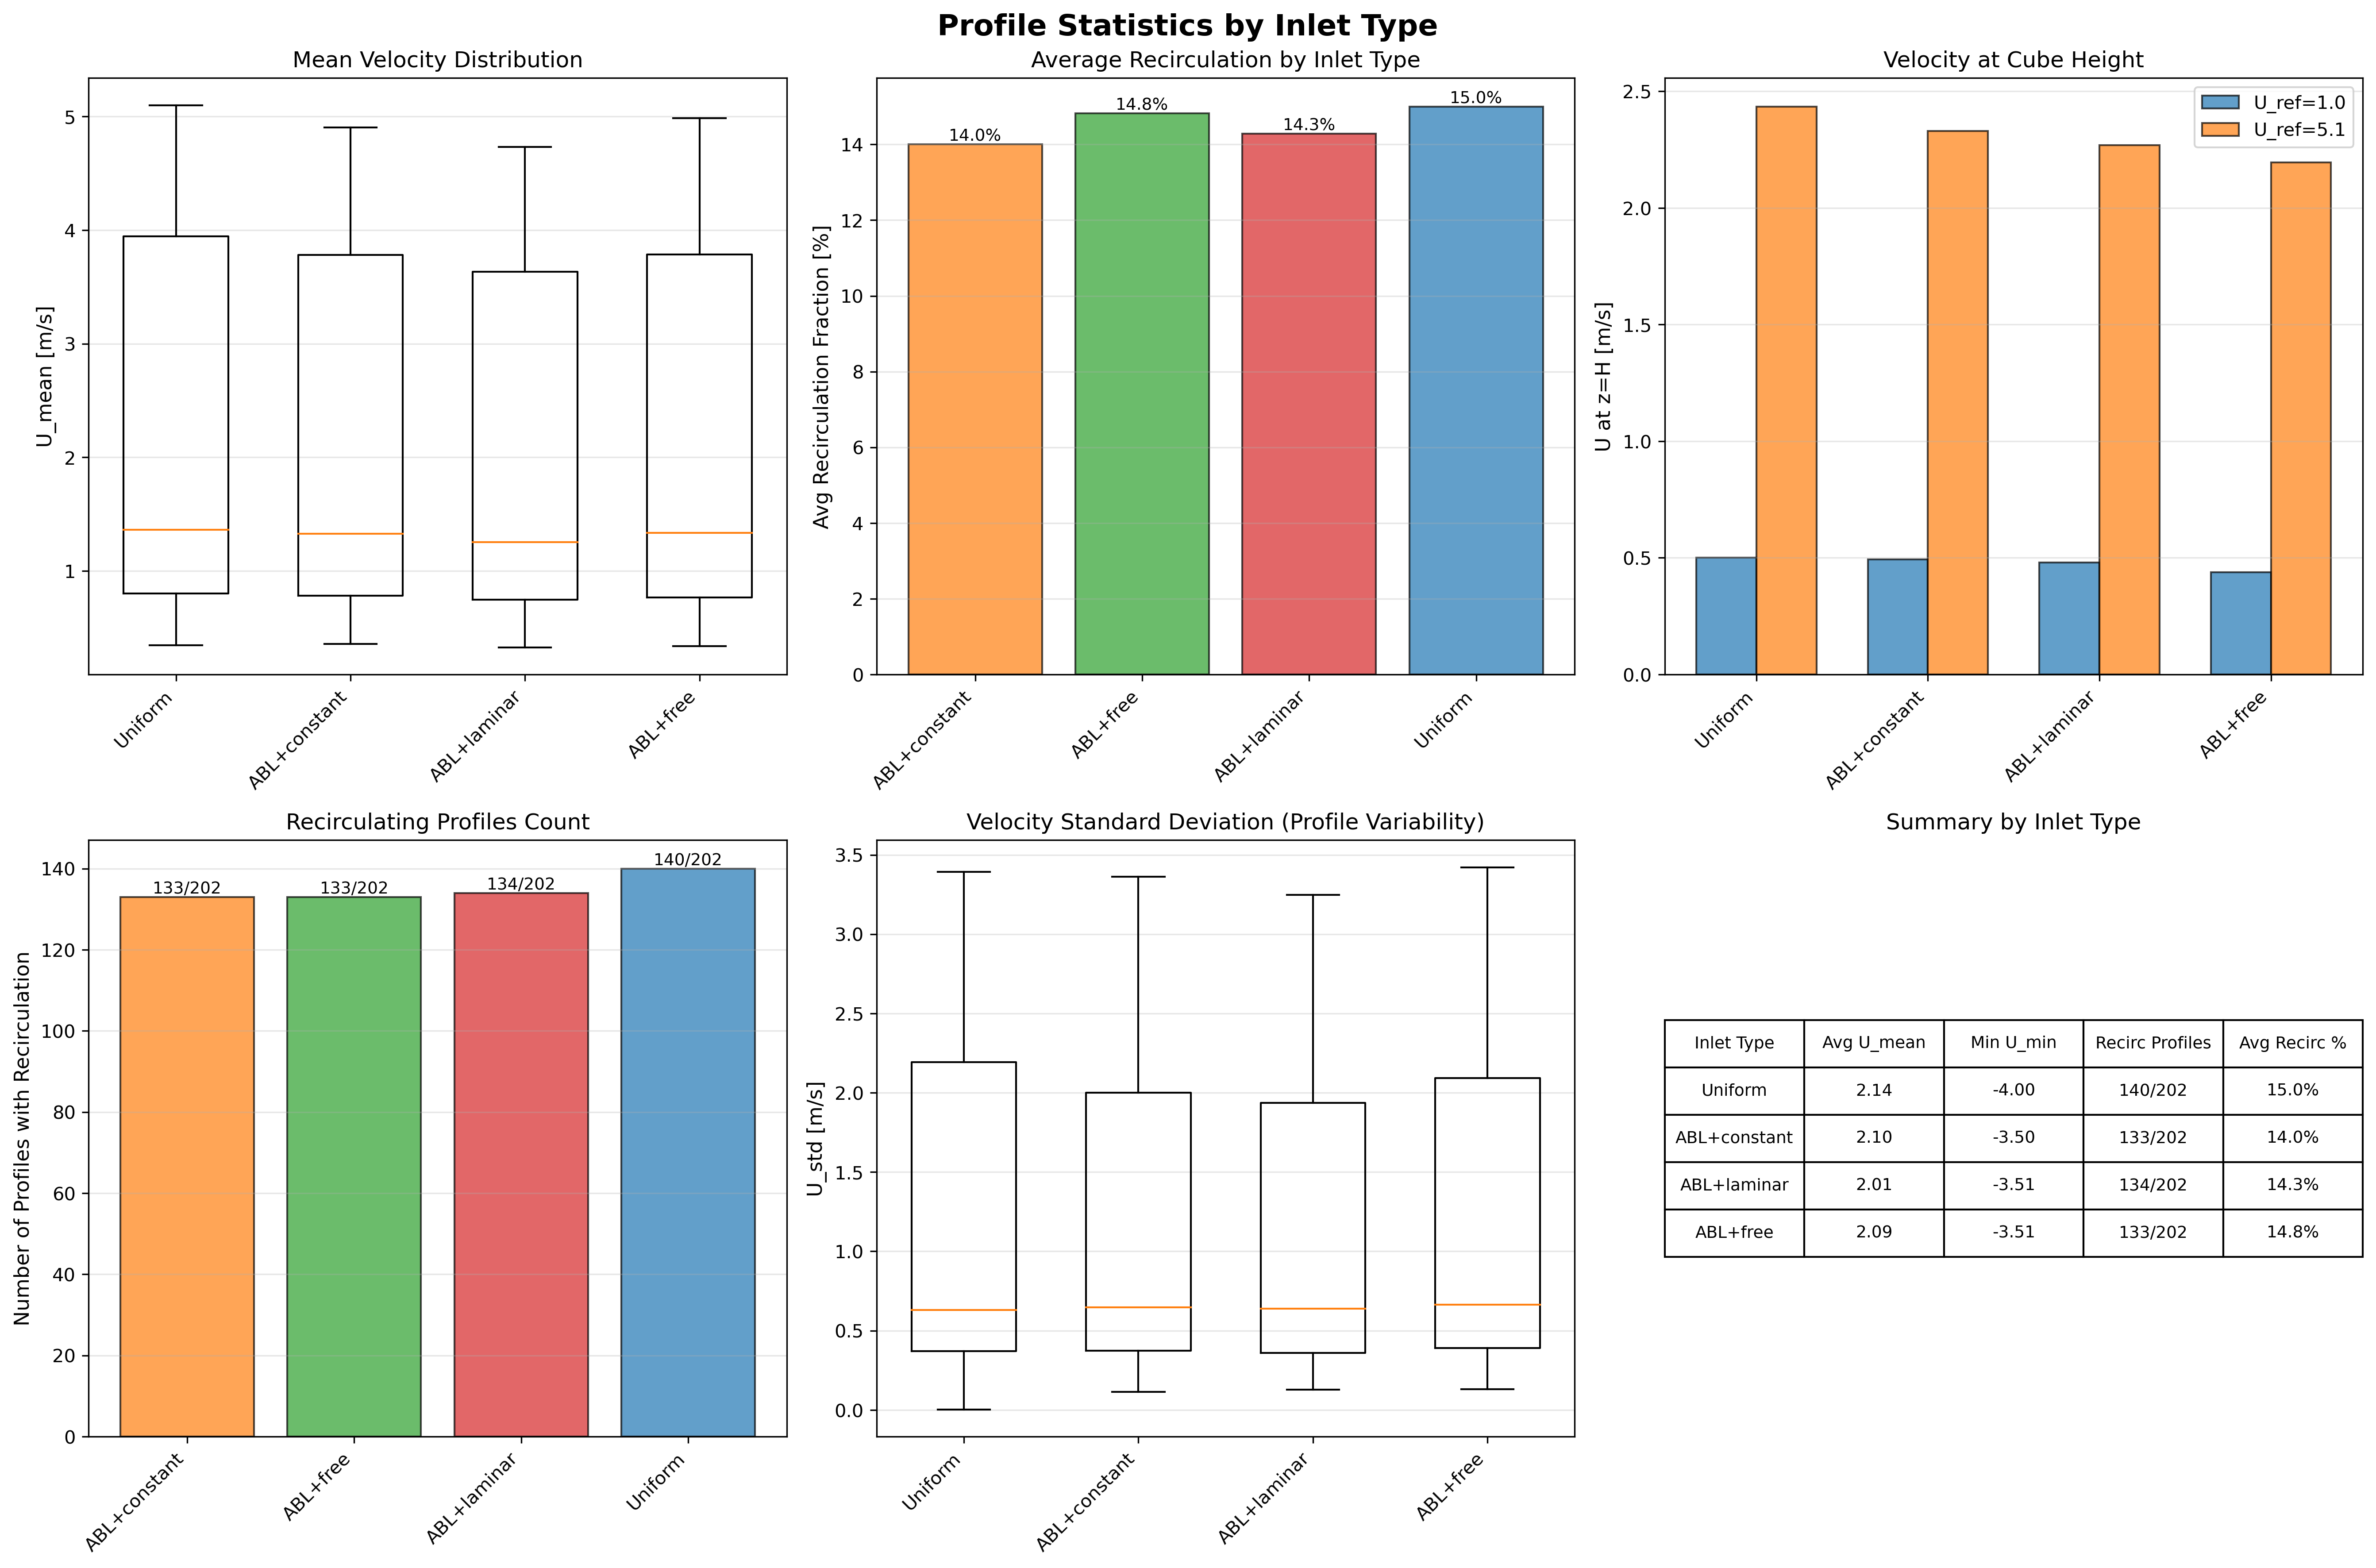 Profile Statistics by Inlet Type
Mean Velocity Distribution
U_mean [m/s]
5
4
3
2
1
Uniform
ABL+constant
ABL+laminar
ABL+free
Average Recirculation by Inlet Type
Avg Recirculation Fraction [%]
14
12
10
8
6
4
2
0
14.0%
14.8%
14.3%
15.0%
ABL+constant
ABL+free
ABL+laminar
Uniform
Velocity at Cube Height
U at z=H [m/s]
2.5
2.0
1.5
1.0
0.5
0.0
U_ref=1.0
U_ref=5.1
Uniform
ABL+constant
ABL+laminar
ABL+free
Recirculating Profiles Count
Number of Profiles with Recirculation
140
120
100
80
60
40
20
0
133/202
133/202
134/202
140/202
ABL+constant
ABL+free
ABL+laminar
Uniform
Velocity Standard Deviation (Profile Variability)
U_std [m/s]
3.5
3.0
2.5
2.0
1.5
1.0
0.5
0.0
Uniform
ABL+constant
ABL+laminar
ABL+free
Summary by Inlet Type
Inlet Type Avg U_mean Min U_min Recirc Profiles Avg Recirc %
Uniform 2.14 -4.00 140/202 15.0%
ABL+constant 2.10 -3.50 133/202 14.0%
ABL+laminar 2.01 -3.51 134/202 14.3%
ABL+free 2.09 -3.51 133/202 14.8%